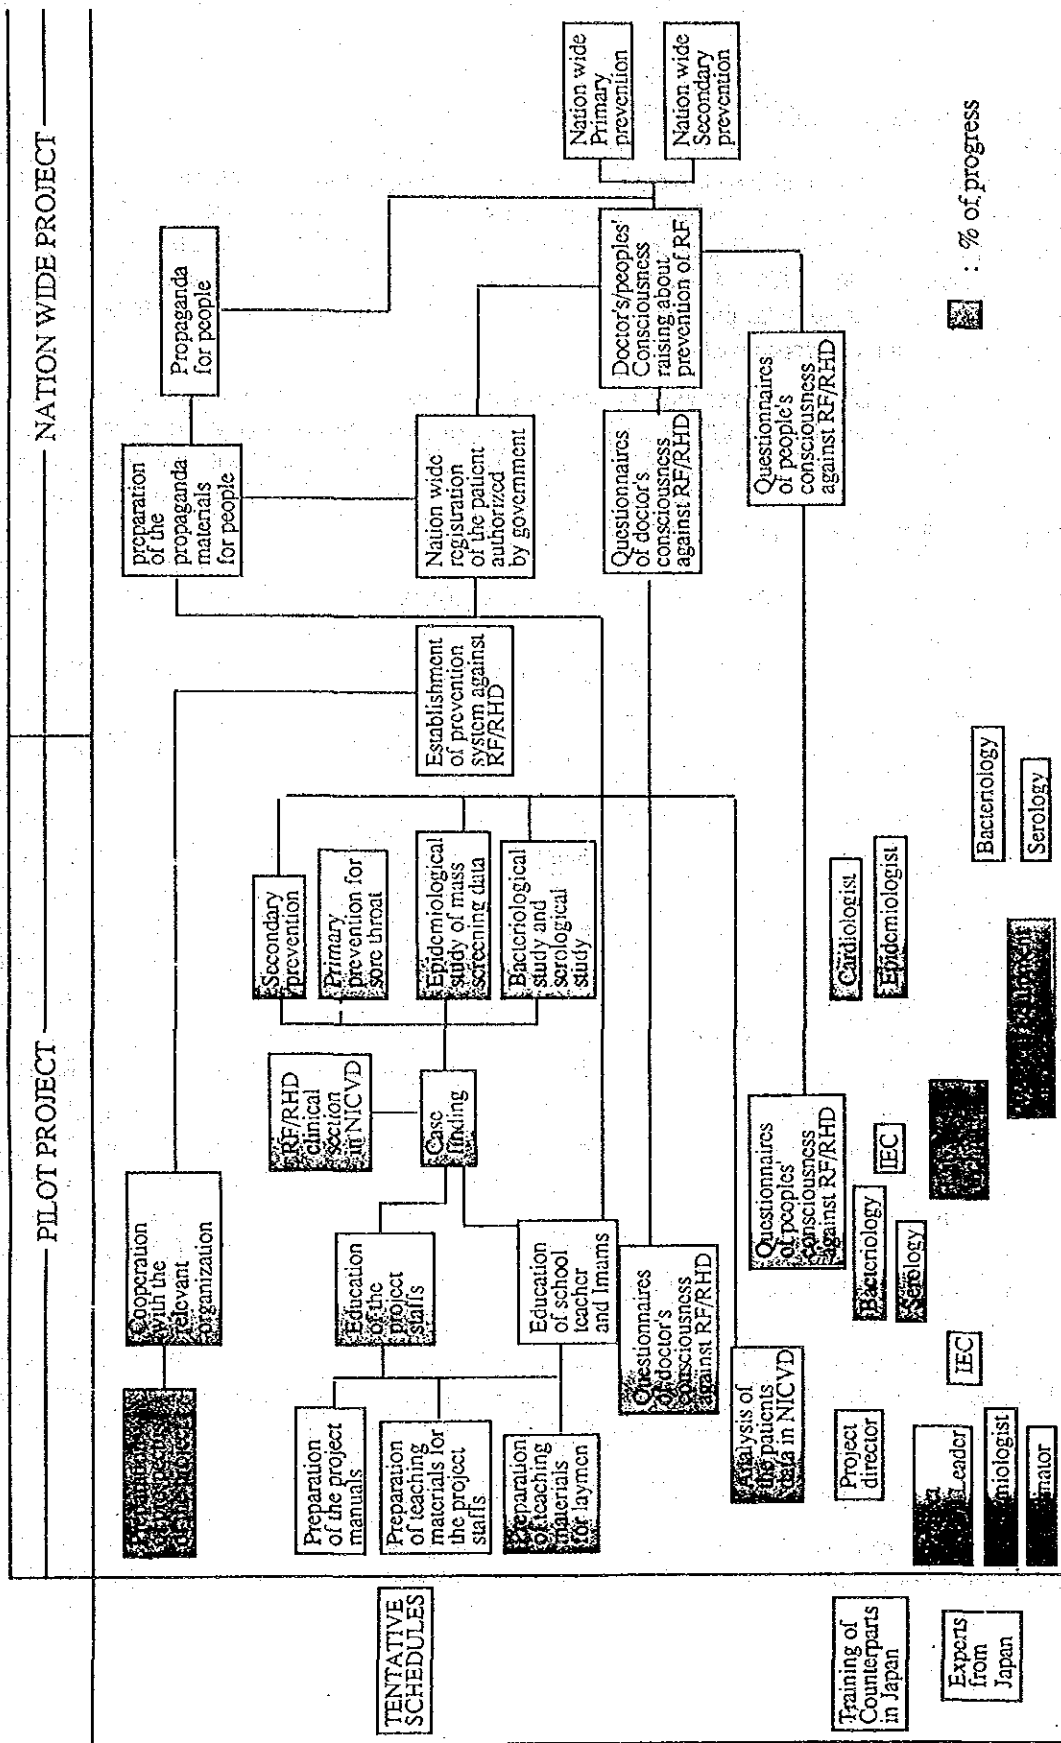 PILOT PROJECT
NATION WIDE PROJECT
TENTATIVE
SCHEDULES
Cooperation
with the
relevant
organization
preparation
of the
propaganda
materials
for people
Propaganda
for people
Preparation
of the project
manuals
Preparation
of teaching
materials for
the project
staffs
Preparation
of teaching
materials
for laymen
Education
of the
project
staffs
Education
of school
teacher
and Imams
RF/RHD
clinical
section
in NICVD
Case
finding
Secondary
prevention
Primary
prevention for
sore throat
Epidemiological
study of mass
screening data
Bacteriological
study and
serological
study
Establishment
of prevention
system against
RF/RHD
Nation wide
registration
of the patient
authorized
by government
Questionnaires
of doctor's
consciousness
against RF/RHD
Questionnaires
of doctor's
consciousness
against RF/RHD
Doctor's/peoples'
Consciousness
raising about
prevention of RF
Nation wide
Primary
prevention
Nation wide
Secondary
prevention
Analysis of
the patients
data in NICVD
Questionnaires
of peoples'
consciousness
against RF/RHD
Questionnaires
of people's
consciousness
against RF/RHD
Training of
Counterparts
in Japan
Project
director
Bacteriology
Serology
IEC
Cardiologist
Epidemiologist
Experts
from
Japan
Leader
miologist
nator
IEC
Bacteriology
Serology
: % of progress